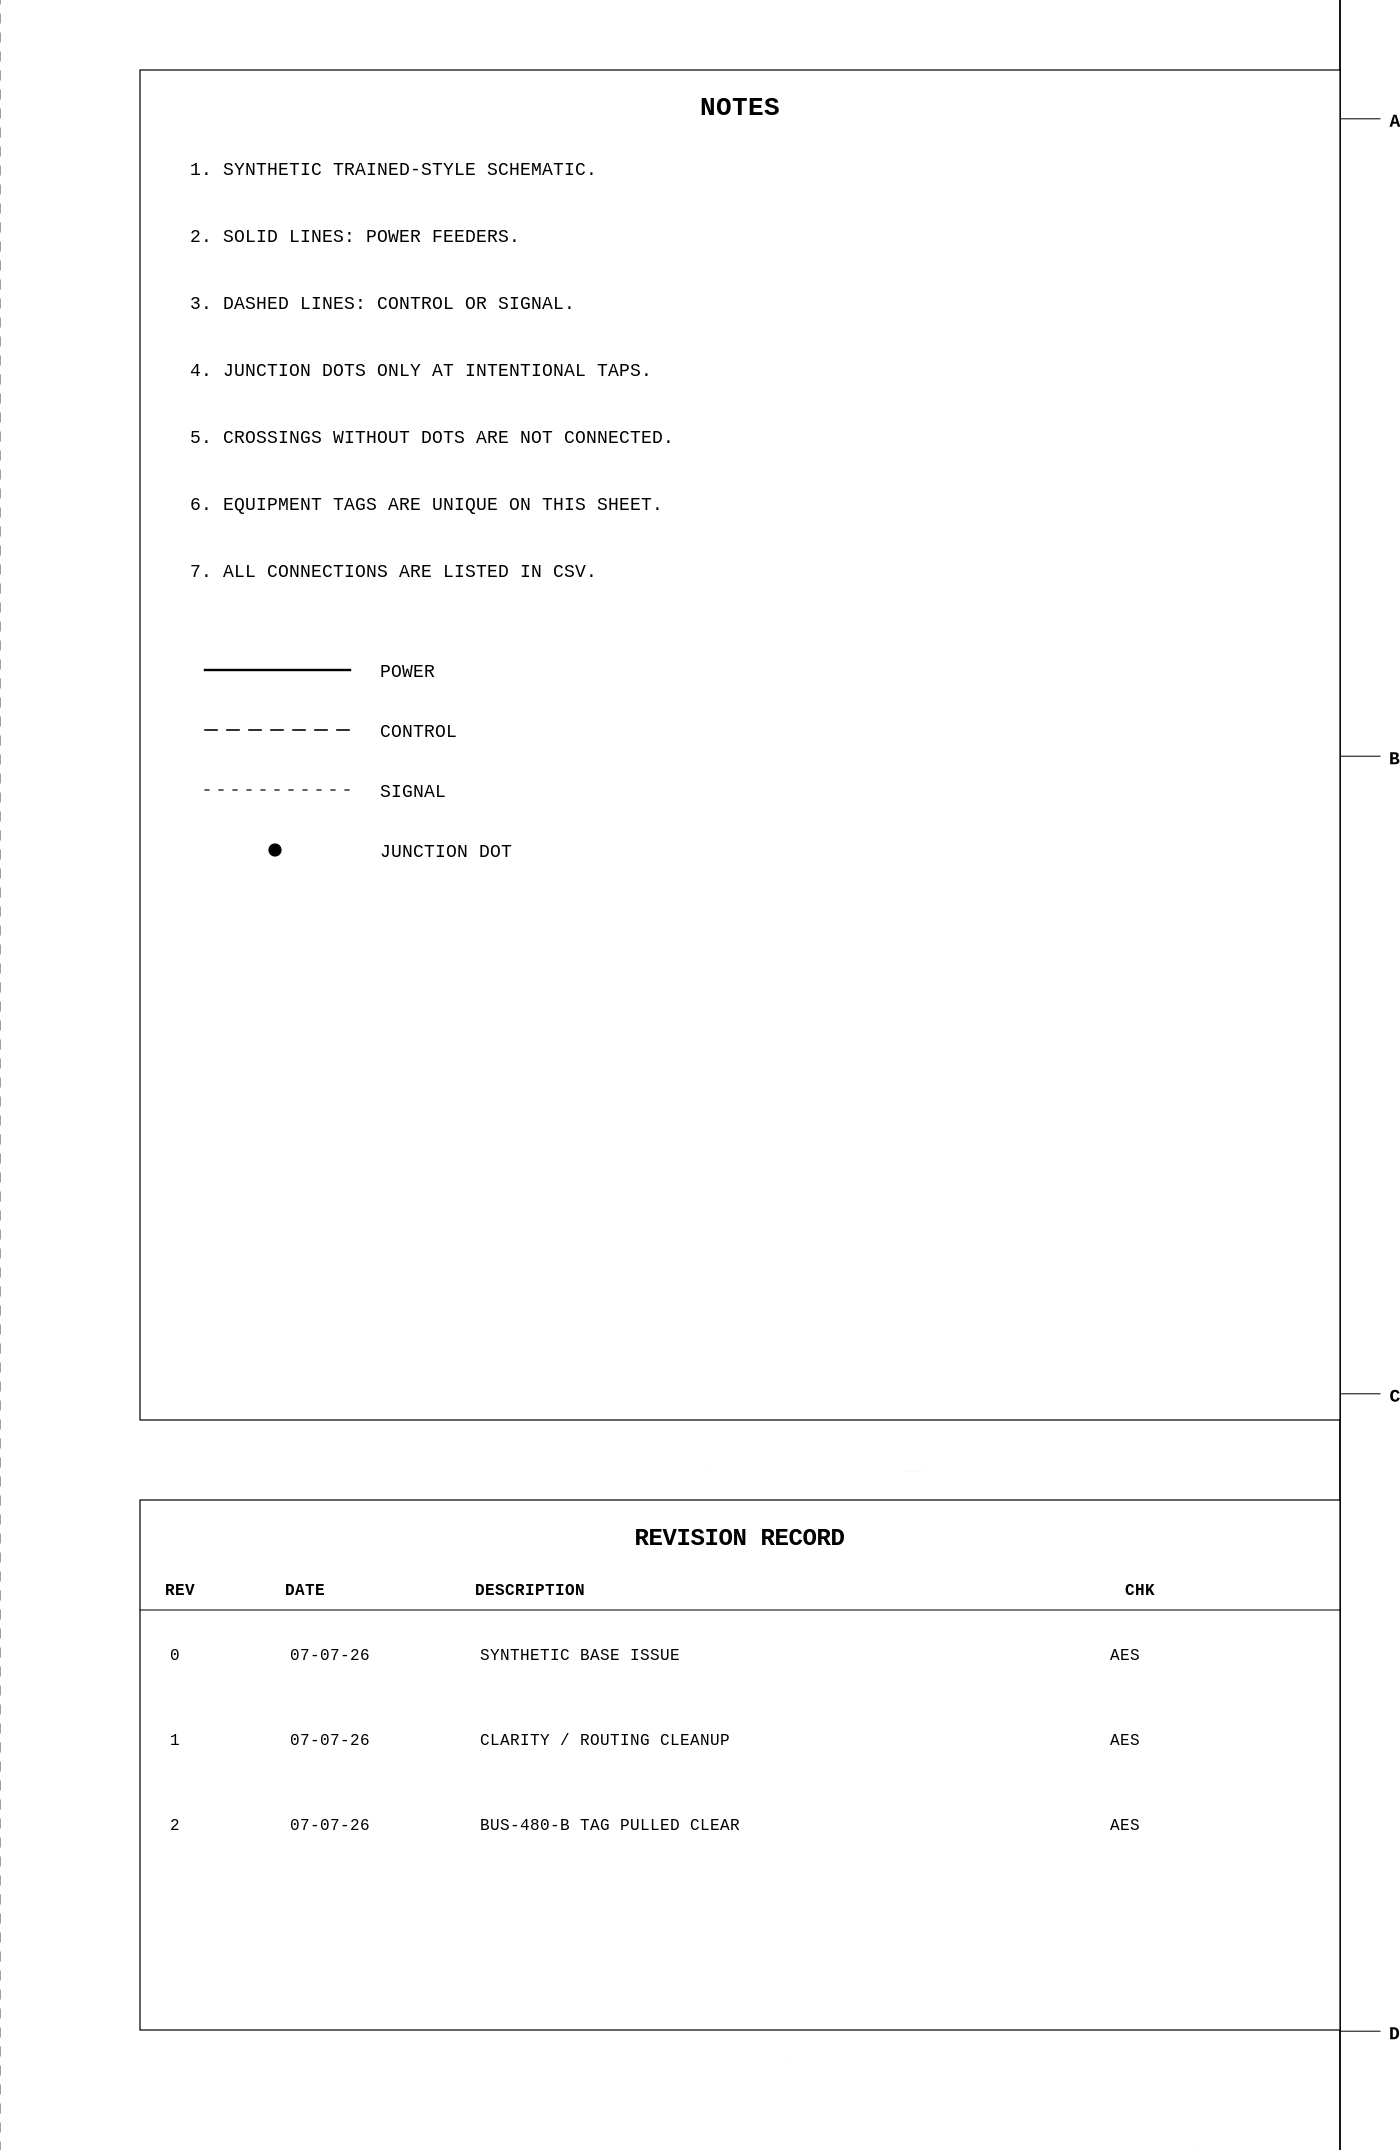 NOTES
A
1. SYNTHETIC TRAINED-STYLE SCHEMATIC.
2. SOLID LINES: POWER FEEDERS.
3. DASHED LINES: CONTROL OR SIGNAL.
4. JUNCTION DOTS ONLY AT INTENTIONAL TAPS.
5. CROSSINGS WITHOUT DOTS ARE NOT CONNECTED.
6. EQUIPMENT TAGS ARE UNIQUE ON THIS SHEET.
7. ALL CONNECTIONS ARE LISTED IN CSV.
POWER
CONTROL
B
SIGNAL
JUNCTION DOT
C
REVISION RECORD
REV DATE DESCRIPTION CHK
0 07-07-26 SYNTHETIC BASE ISSUE AES
1 07-07-26 CLARITY / ROUTING CLEANUP AES
2 07-07-26 BUS-480-B TAG PULLED CLEAR AES
D